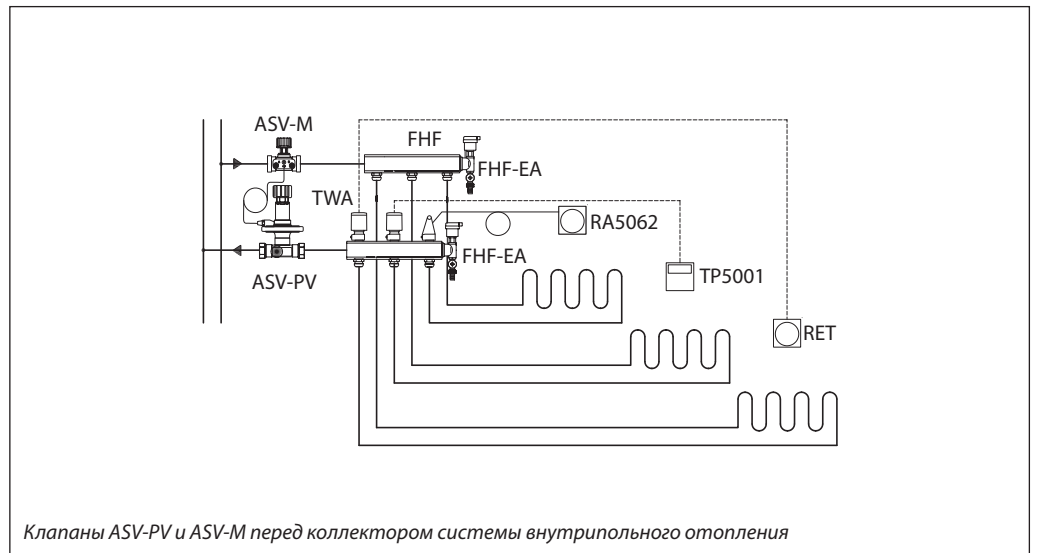 ASV-M
FHF
FHF-EA
TWA
RA5062
FHF-EA
ASV-PV
TP5001
RET
Клапаны ASV-PV и ASV-M перед коллектором системы внутрипольного отопления